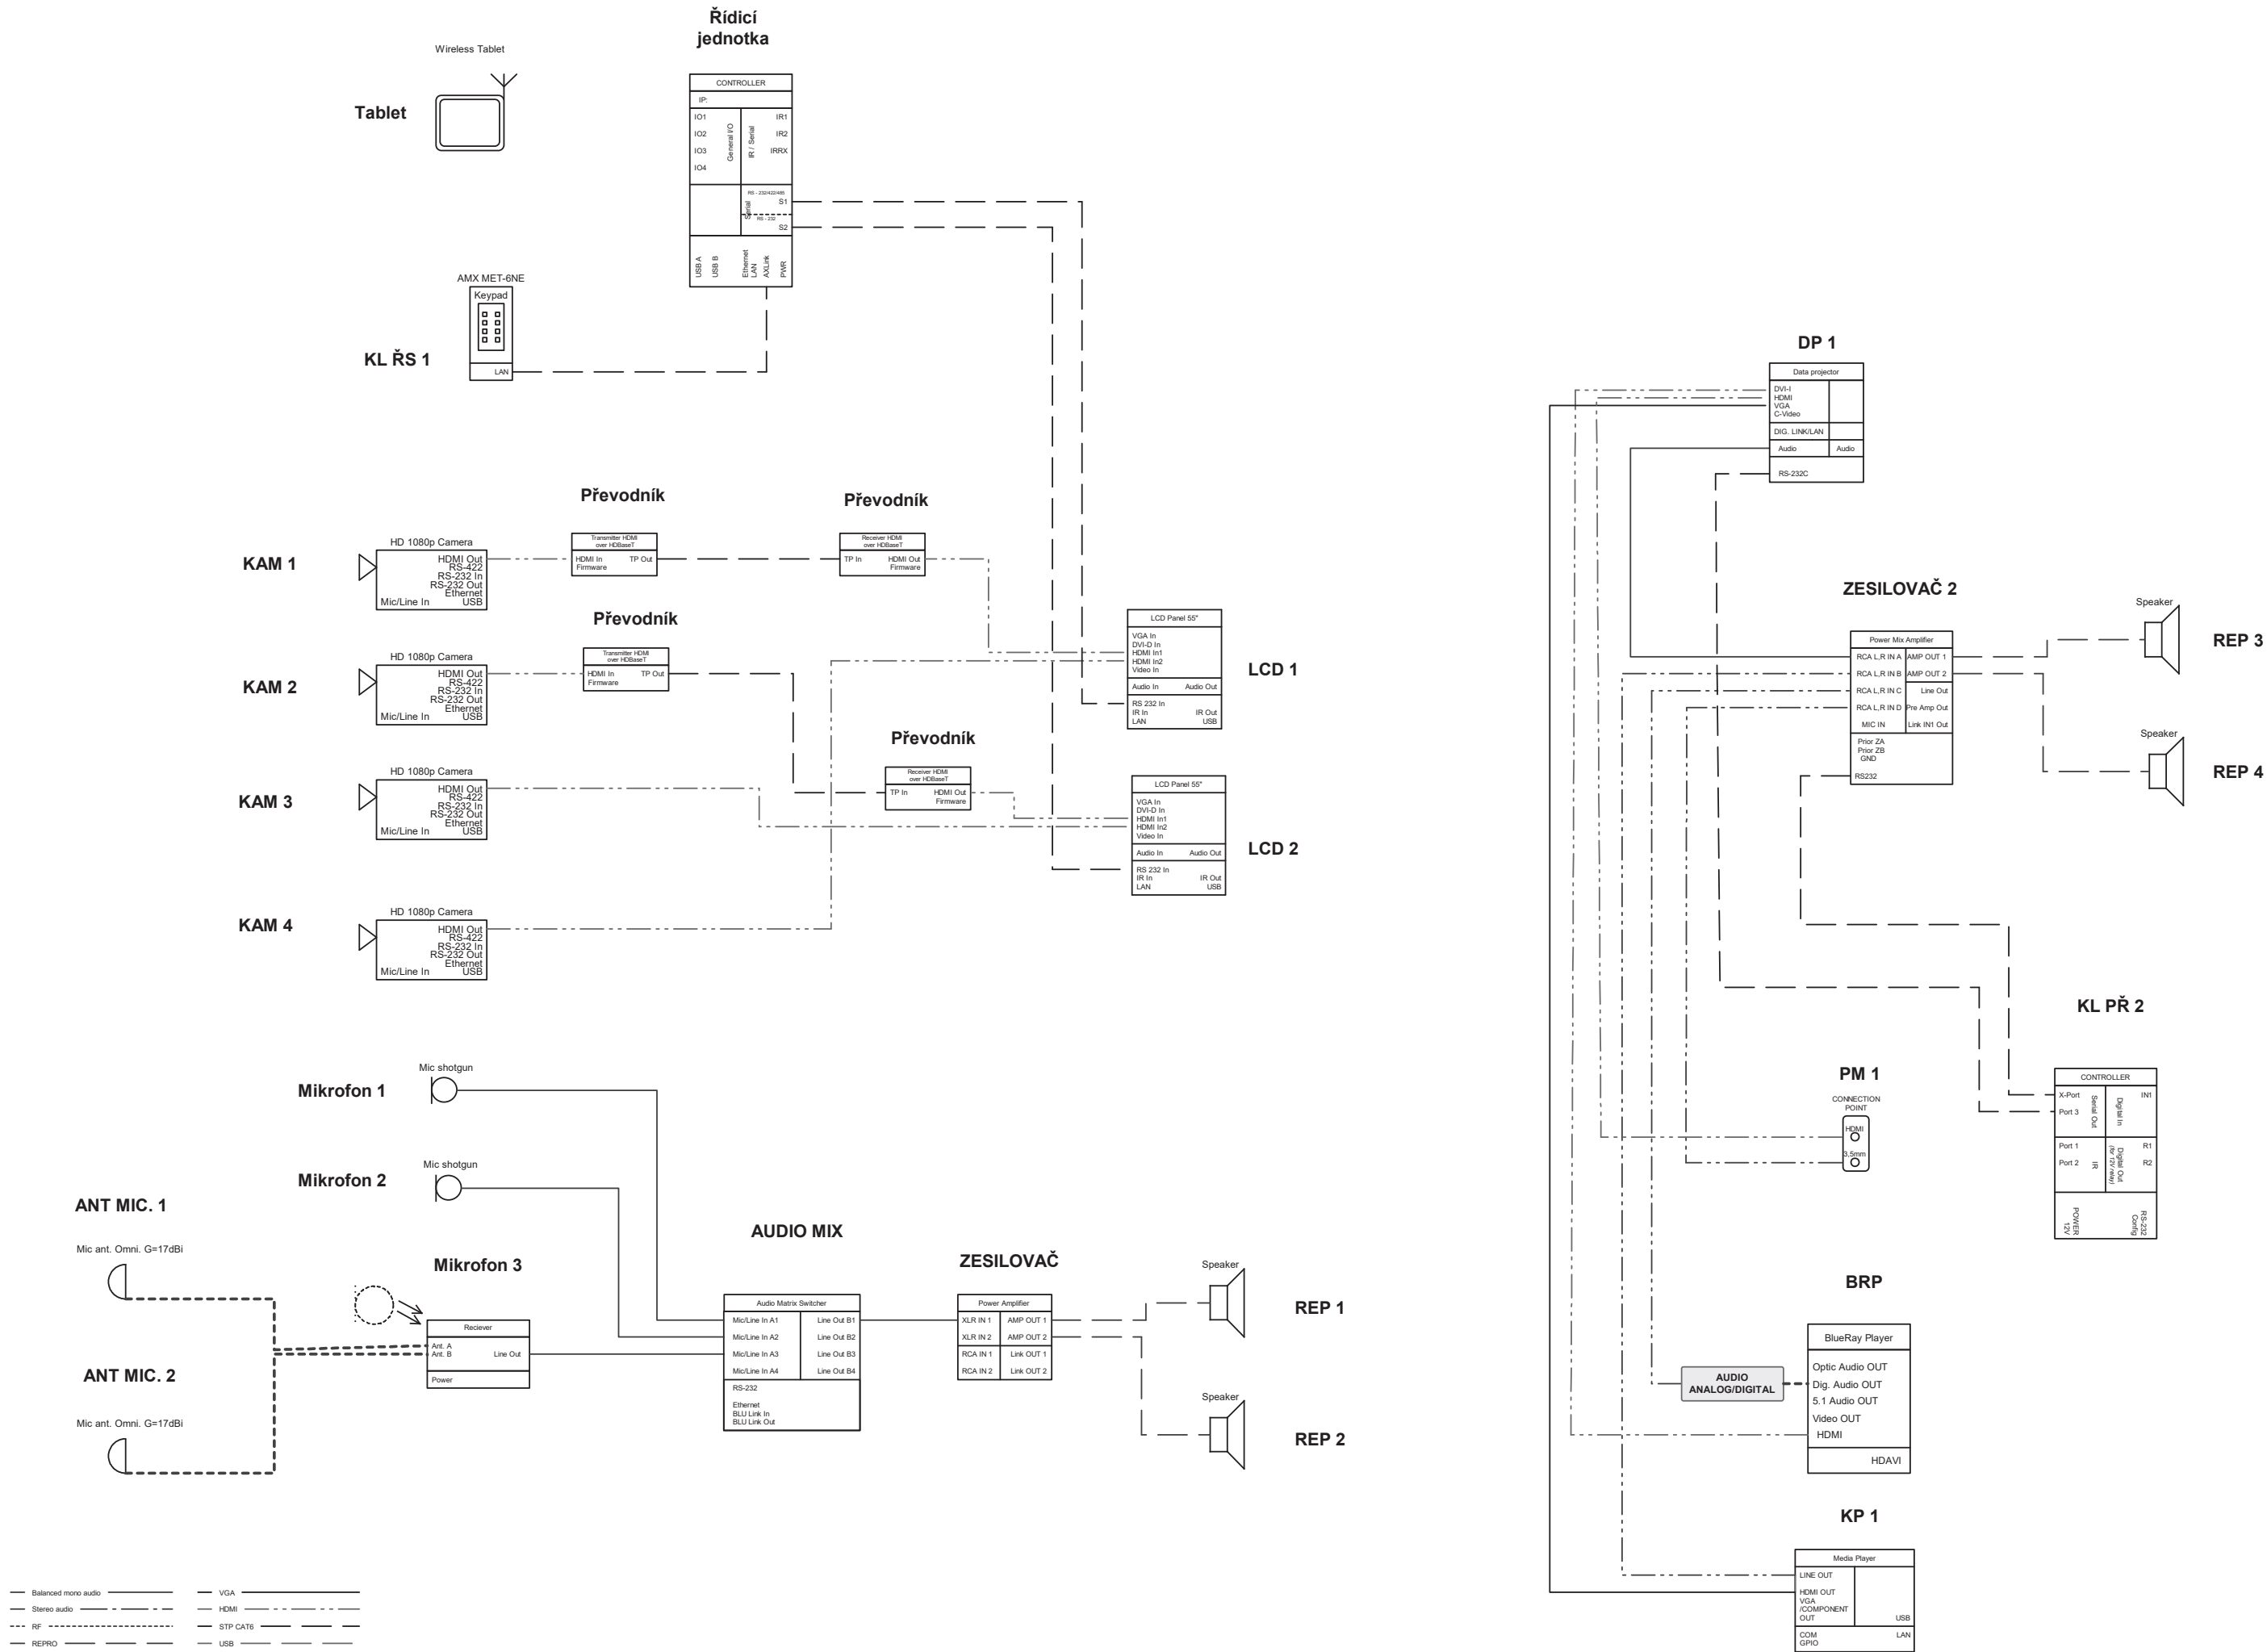 Řídicí
jednotka
Wireless Tablet
Tablet
CONTROLLER
IP:
IO1
IO2
IO3
IO4
General I/O
IR / Serial
IR1
IR2
IRRX
RS - 232/422/485
S1
Serial
RS - 232
S2
USB A
USB B
Ethernet
LAN
AXLink
PWR
AMX MET-6NE
Keypad
LAN
KL ŘS 1
Převodník
Převodník
KAM 1
HD 1080p Camera
HDMI Out
RS-422
RS-232 In
RS-232 Out
Ethernet
Mic/Line In USB
Transmitter HDMI
over HDBaseT
HDMI In TP Out
Firmware
Receiver HDMI
over HDBaseT
TP In HDMI Out
Firmware
Převodník
KAM 2
HD 1080p Camera
HDMI Out
RS-422
RS-232 In
RS-232 Out
Ethernet
Mic/Line In USB
Transmitter HDMI
over HDBaseT
HDMI In TP Out
Firmware
LCD Panel 55"
VGA In
DVI-D In
HDMI In1
HDMI In2
Video In
Audio In Audio Out
RS 232 In
IR In IR Out
LAN USB
LCD 1
Převodník
Receiver HDMI
over HDBaseT
TP In HDMI Out
Firmware
KAM 3
HD 1080p Camera
HDMI Out
RS-422
RS-232 In
RS-232 Out
Ethernet
Mic/Line In USB
LCD Panel 55"
VGA In
DVI-D In
HDMI In1
HDMI In2
Video In
Audio In Audio Out
RS 232 In
IR In IR Out
LAN USB
LCD 2
KAM 4
HD 1080p Camera
HDMI Out
RS-422
RS-232 In
RS-232 Out
Ethernet
Mic/Line In USB
Mic shotgun
Mikrofon 1
Mic shotgun
Mikrofon 2
ANT MIC. 1
Mic ant. Omni. G=17dBi
Mikrofon 3
Reciever
Ant. A
Ant. B Line Out
Power
ANT MIC. 2
Mic ant. Omni. G=17dBi
AUDIO MIX
Audio Matrix Switcher
Mic/Line In A1 Line Out B1
Mic/Line In A2 Line Out B2
Mic/Line In A3 Line Out B3
Mic/Line In A4 Line Out B4
RS-232
Ethernet
BLU Link In
BLU Link Out
ZESILOVAČ
Power Amplifier
XLR IN 1 AMP OUT 1
XLR IN 2 AMP OUT 2
RCA IN 1 Link OUT 1
RCA IN 2 Link OUT 2
Speaker
REP 1
Speaker
REP 2
Balanced mono audio
Stereo audio
RF
REPRO
VGA
HDMI
STP CAT6
USB
DP 1
Data projector
DVI-I
HDMI
VGA
C-Video
DIG. LINK/LAN
Audio Audio
RS-232C
ZESILOVAČ 2
Power Mix Amplifier
RCA L,R IN A AMP OUT 1
RCA L,R IN B AMP OUT 2
RCA L,R IN C Line Out
RCA L,R IN D Pre Amp Out
MIC IN Link IN1 Out
Prior ZA
Prior ZB
GND
RS232
Speaker
REP 3
Speaker
REP 4
KL PŘ 2
CONTROLLER
X-Port
Port 3
Serial Out
Digital In
IN1
Port 1
Port 2
IR
Digital Out
(for 12V relay)
R1
R2
POWER
12V
RS-232
Config
PM 1
CONNECTION
POINT
HDMI
3,5mm
BRP
BlueRay Player
Optic Audio OUT
Dig. Audio OUT
5.1 Audio OUT
Video OUT
HDMI
HDAVI
AUDIO
ANALOG/DIGITAL
KP 1
Media Player
LINE OUT
HDMI OUT
VGA
/COMPONENT
OUT USB
COM LAN
GPIO